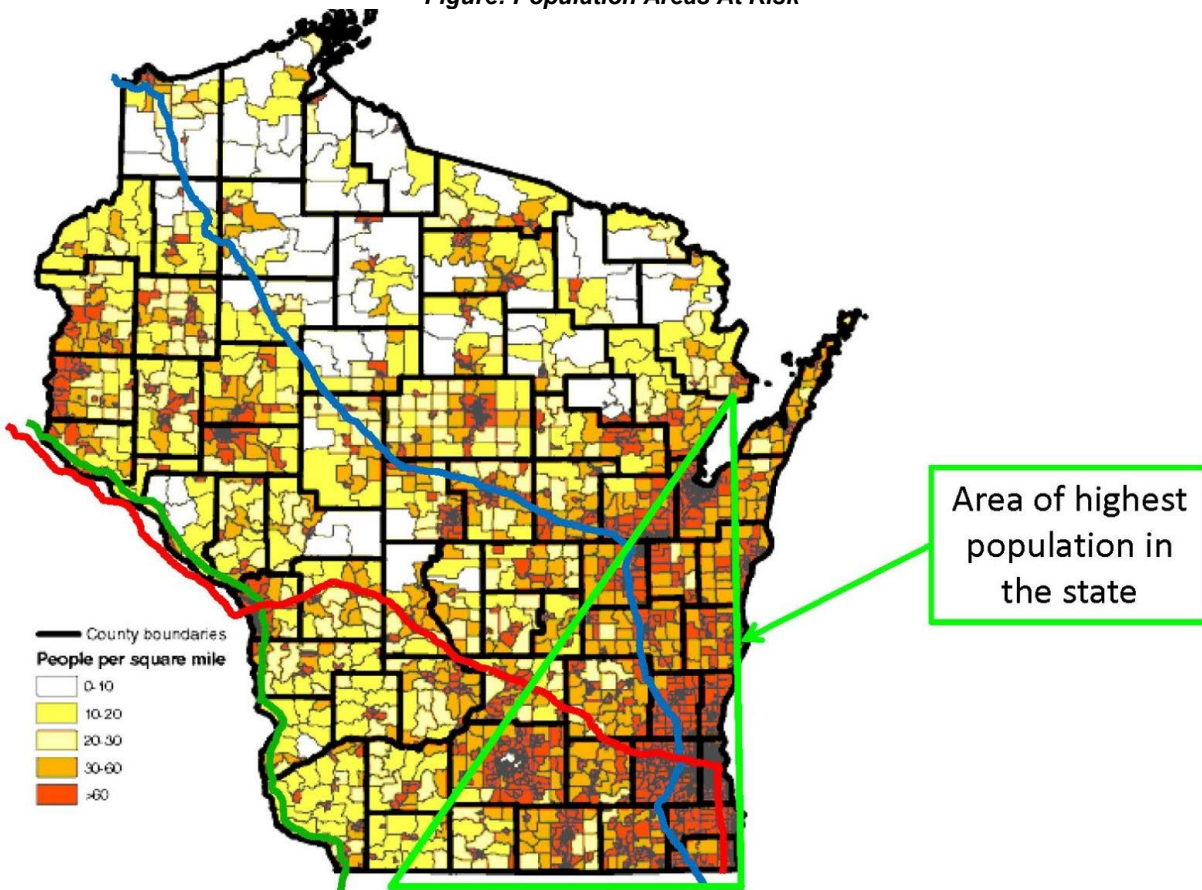 Figure: Population Areas At Risk
Area of highest
population in
the state
County boundaries
People per square mile
0-10
10-20
20-30
30-60
>60